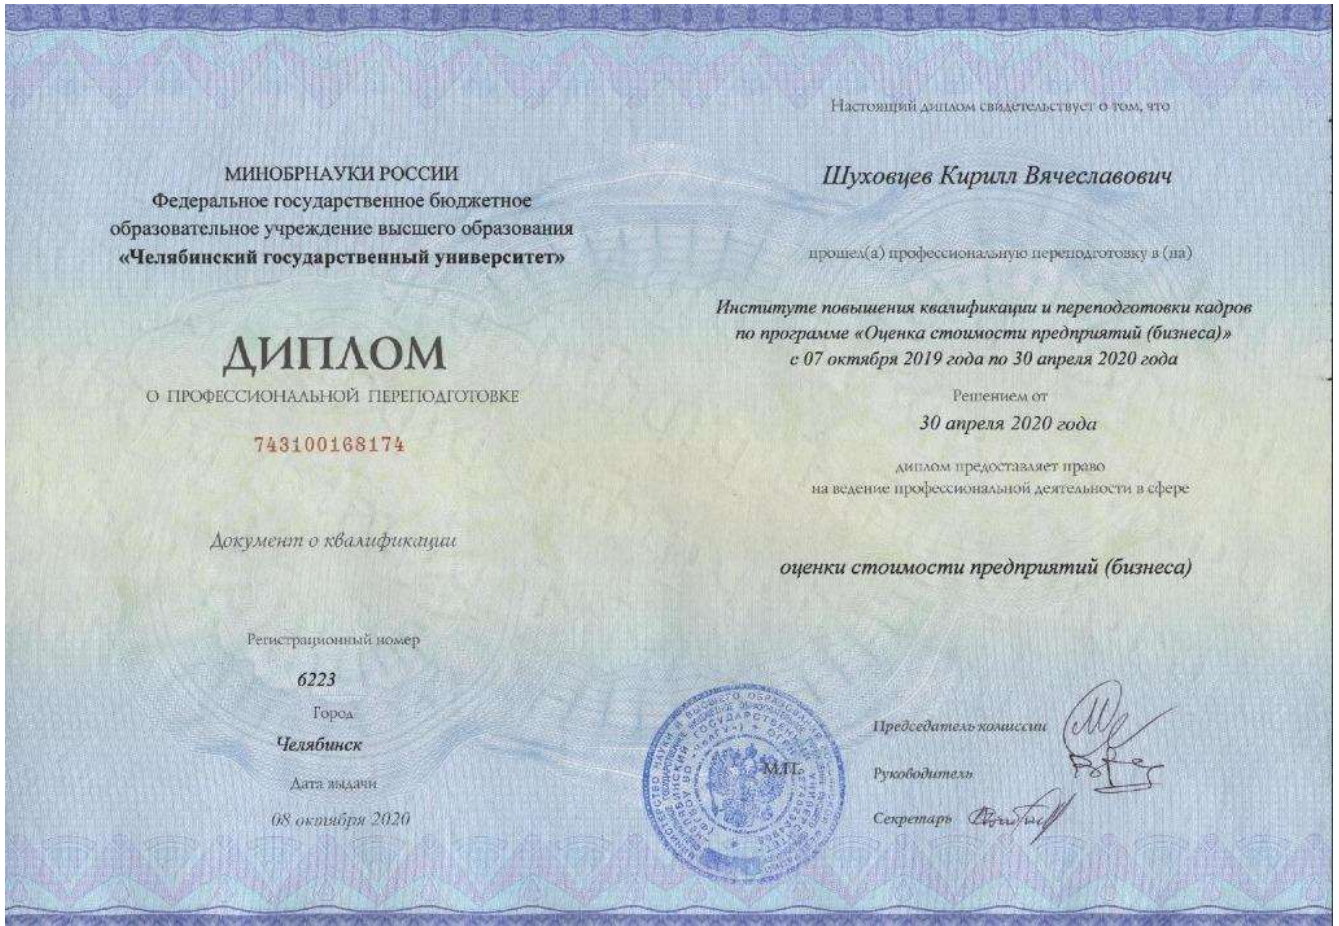 МИНОБРНАУКИ РОССИИ
Федеральное государственное бюджетное
образовательное учреждение высшего образования
«Челябинский государственный университет»
ДИПЛОМ
О ПРОФЕССИОНАЛЬНОЙ ПЕРЕПОДГОТОВКЕ
743100168174
Документ о квалификации
Регистрационный номер
6223
Город
Челябинск
Дата выдачи
08 октября 2020
Настоящий диплом свидетельствует о том, что
Шуховцев Кирилл Вячеславович
прошел(а) профессиональную переподготовку в (на)
Институте повышения квалификации и переподготовки кадров
по программе «Оценка стоимости предприятий (бизнеса)»
с 07 октября 2019 года по 30 апреля 2020 года
Решением от
30 апреля 2020 года
диплом предоставляет право
на ведение профессиональной деятельности в сфере
оценки стоимости предприятий (бизнеса)
М.П.
Председатель комиссии
Руководитель
Секретарь